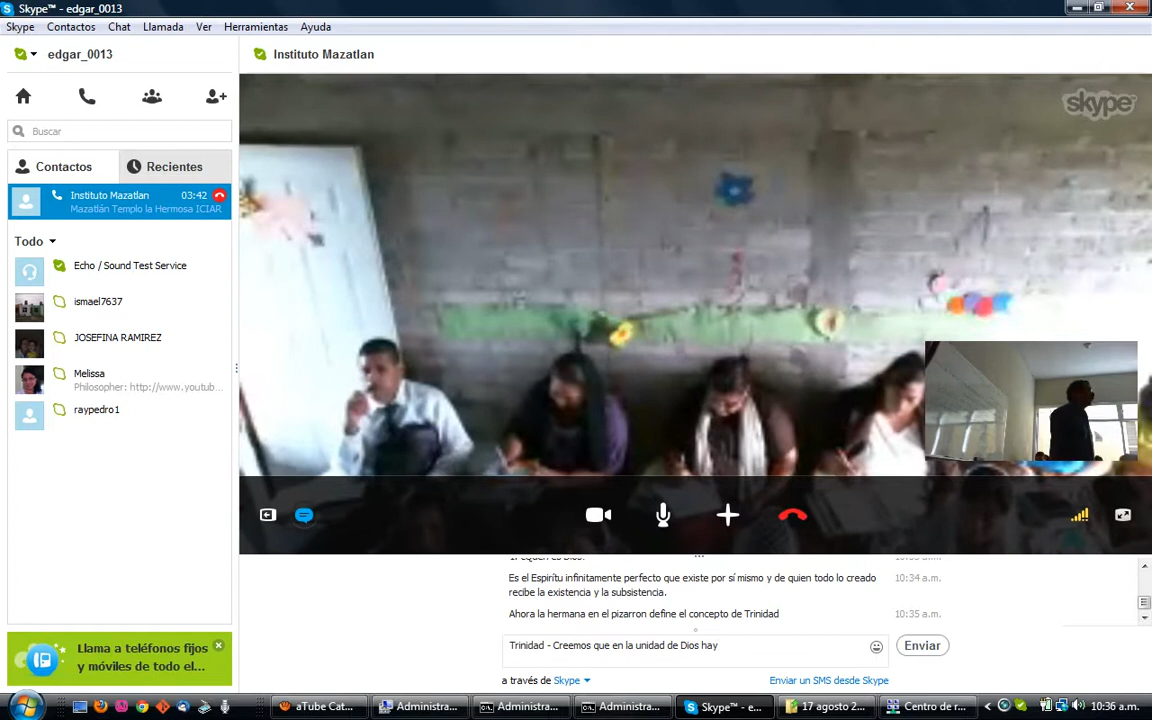 Skype™ - edgar_0013
Skype Contactos Chat Llamada Ver Herramientas Ayuda
edgar_0013
Instituto Mazatlan
skype
Buscar
Contactos Recientes
Instituto Mazatlan 03:42
Mazatlán Templo la Hermosa ICIAR
Todo
Echo / Sound Test Service
ismael7637
JOSEFINA RAMIREZ
Melissa
Philosopher: http://www.youtub...
raypedro1
Es el Espirítu infinitamente perfecto que existe por sí mismo y de quien todo lo creado 10:34 a.m.
recibe la existencia y la subsistencia.
Ahora la hermana en el pizarron define el concepto de Trinidad 10:35 a.m.
Trinidad - Creemos que en la unidad de Dios hay
Enviar
a través de Skype Enviar un SMS desde Skype
Llama a teléfonos fijos
y móviles de todo el...
aTube Cat... Administra... Administra... Administra... Skype™ - e... 17 agosto 2... Centro de r... 10:36 a.m.